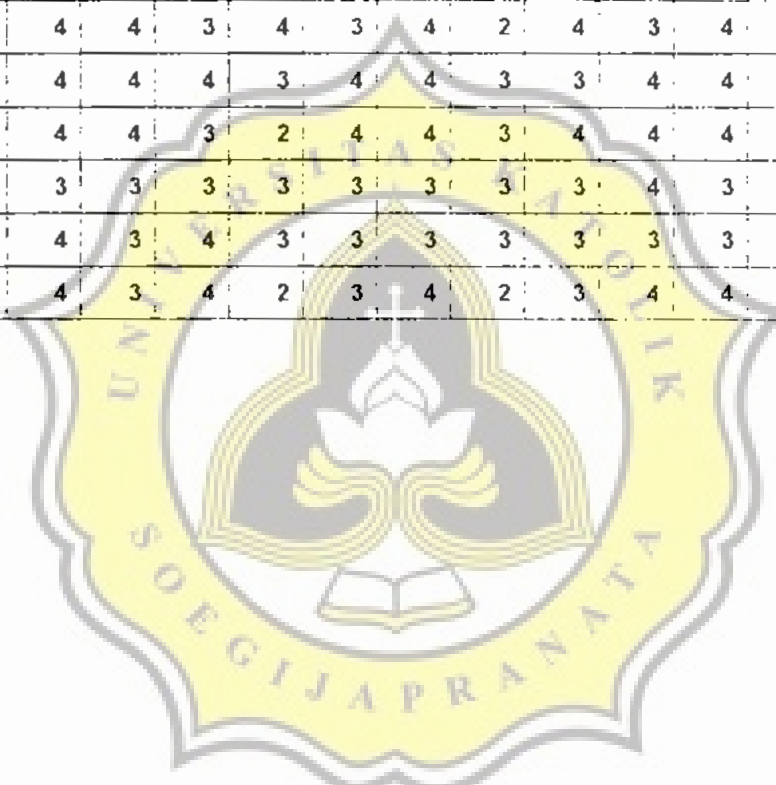 4 4 3 4 3 4 2 4 3 4
4 4 4 3 4 4 3 3 4 4
4 4 3 2 4 4 3 4 4 4
3 3 3 3 3 3 3 3 4 3
4 3 4 3 3 3 3 3 3 3
4 3 4 2 3 4 2 3 4 4
UNIVERSITAS KATOLIK
SOEGIJAPRANATA